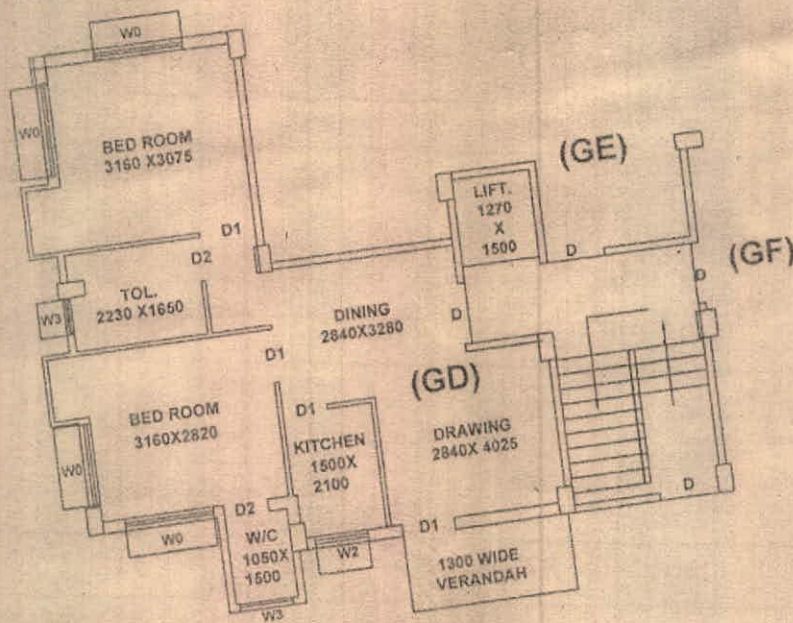 W0
W0
BED ROOM
3160 X3075
(GE)
LIFT.
1270
X
1500
D1
D2
D
(GF)
D
TOL.
2230 X1650
W3
DINING
2840X3280
D
D1
(GD)
BED ROOM
3160X2820
D1
KITCHEN
1500X
2100
DRAWING
2840X 4025
W0
D
D2
W0
W/C
1050X
1500
W2
D1
1300 WIDE
VERANDAH
W3